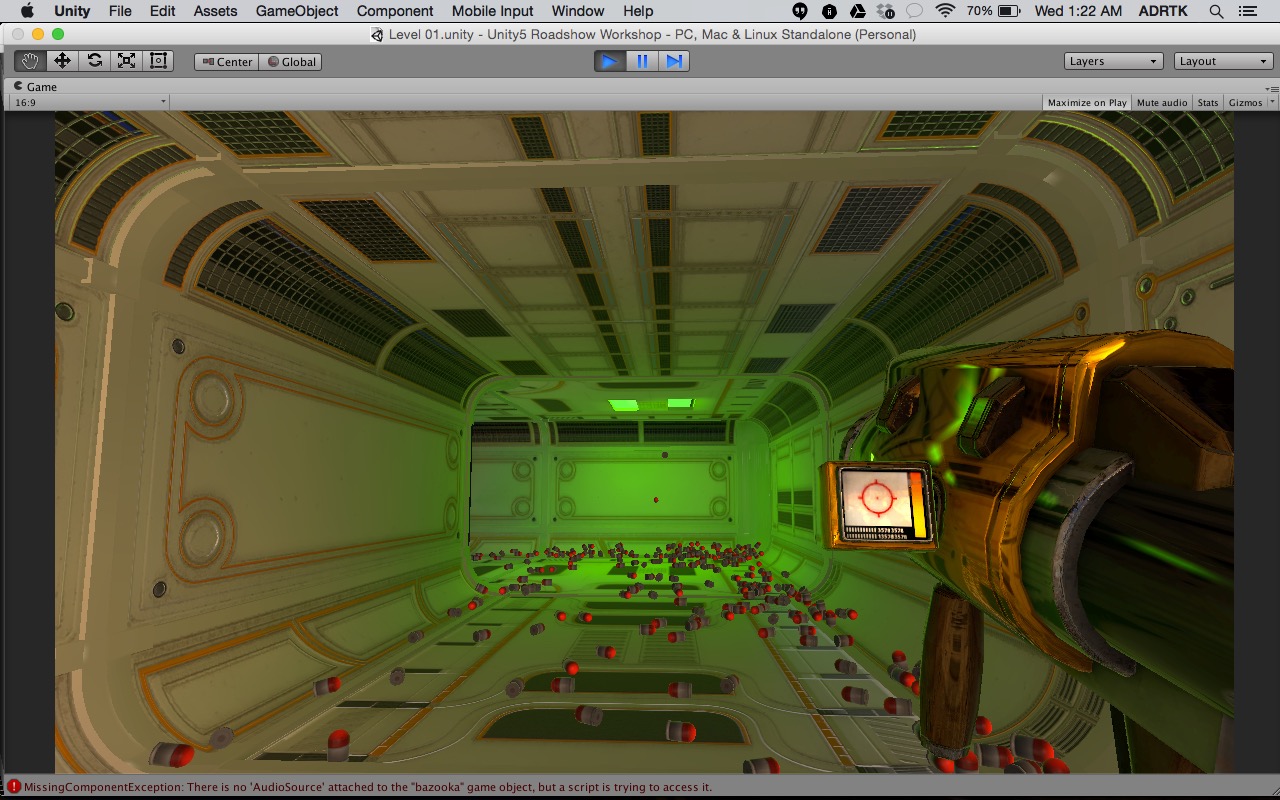 Unity File Edit Assets GameObject Component Mobile Input Window Help 70% Wed 1:22 AM ADRTK
Level 01.unity - Unity5 Roadshow Workshop - PC, Mac & Linux Standalone (Personal)
Center Global Layers Layout
Game
16:9 Maximize on Play Mute audio Stats Gizmos
MissingComponentException: There is no 'AudioSource' attached to the "bazooka" game object, but a script is trying to access it.